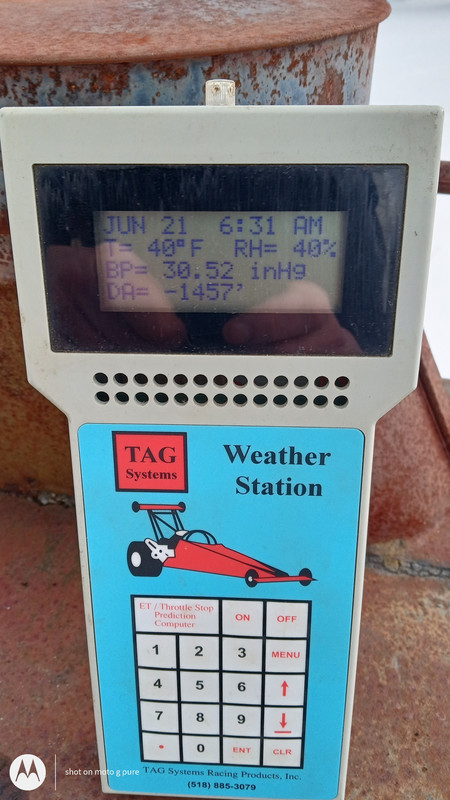 JUN 21 6:31 AM
T= 40°F RH= 40%
BP= 30.52 inHg
DA= -1457'
TAG
Systems
Weather
Station
ET / Throttle Stop
Prediction
Computer
ON OFF
1 2 3 MENU
4 5 6 ↑
7 8 9 ↓
• 0 ENT CLR
TAG Systems Racing Products, Inc.
(518) 885-3079
shot on moto g pure